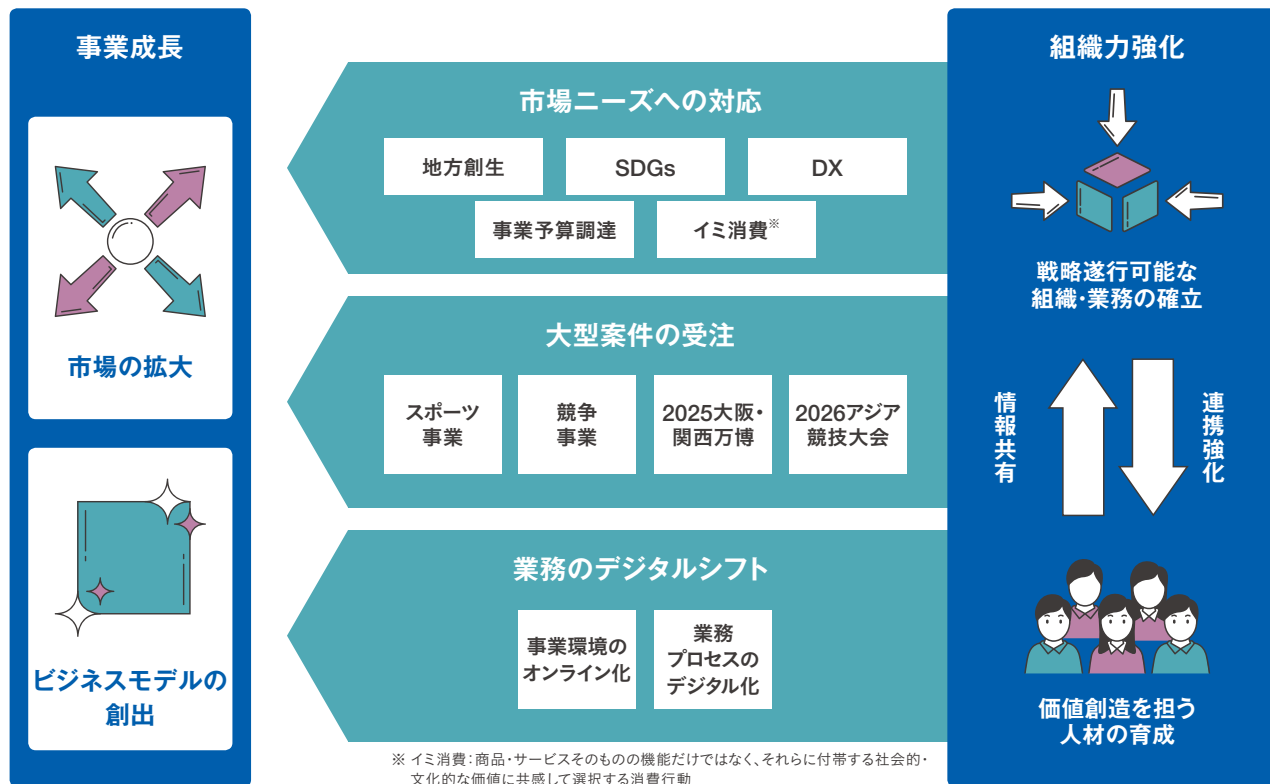 事業成長
市場の拡大
ビジネスモデルの
創出
市場ニーズへの対応
地方創生
SDGs
DX
事業予算調達
イミ消費※
大型案件の受注
スポーツ
事業
競争
事業
2025大阪・
関西万博
2026アジア
競技大会
業務のデジタルシフト
事業環境の
オンライン化
業務
プロセスの
デジタル化
※ イミ消費：商品・サービスそのものの機能だけではなく、それらに付帯する社会的・
文化的な価値に共感して選択する消費行動
組織力強化
戦略遂行可能な
組織・業務の確立
情報共有
連携強化
価値創造を担う
人材の育成